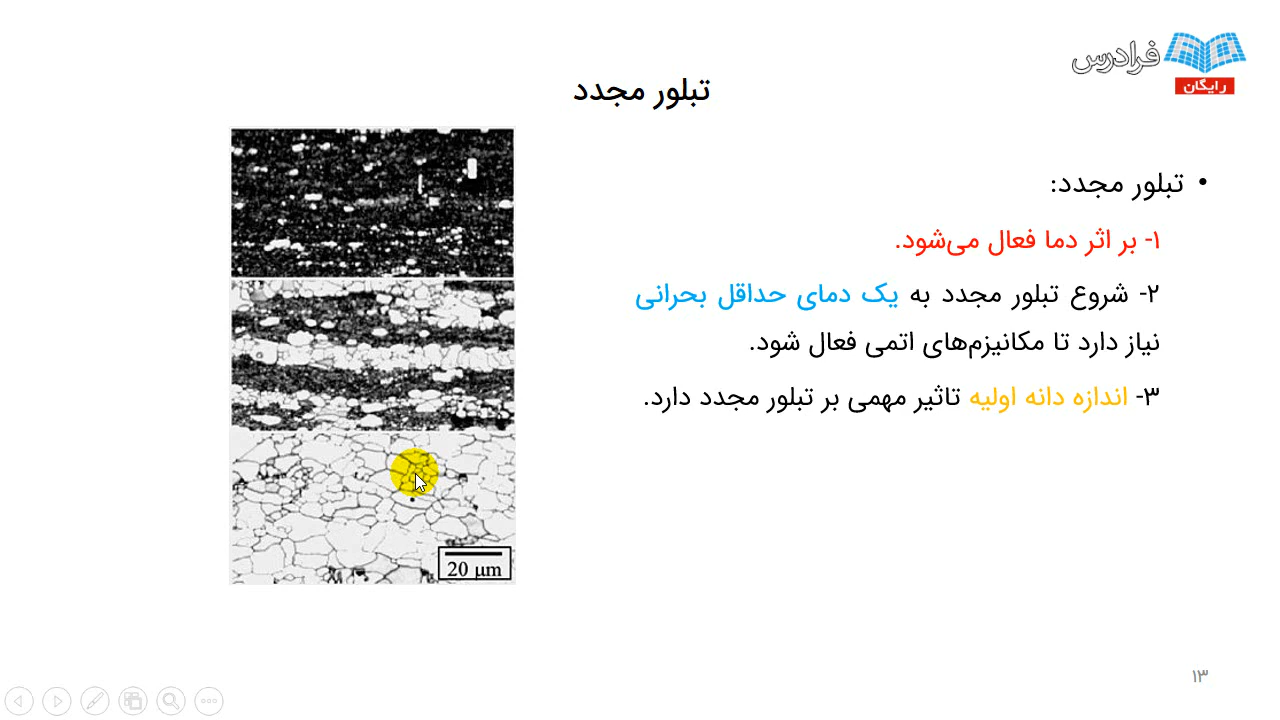 فرادرس
رایگان
تبلور مجدد
• تبلور مجدد:
۱- بر اثر دما فعال می‌شود.
۲- شروع تبلور مجدد به یک دمای حداقل بحرانی
نیاز دارد تا مکانیزم‌های اتمی فعال شود.
۳- اندازه دانه اولیه تاثیر مهمی بر تبلور مجدد دارد.
20 μm
۱۳